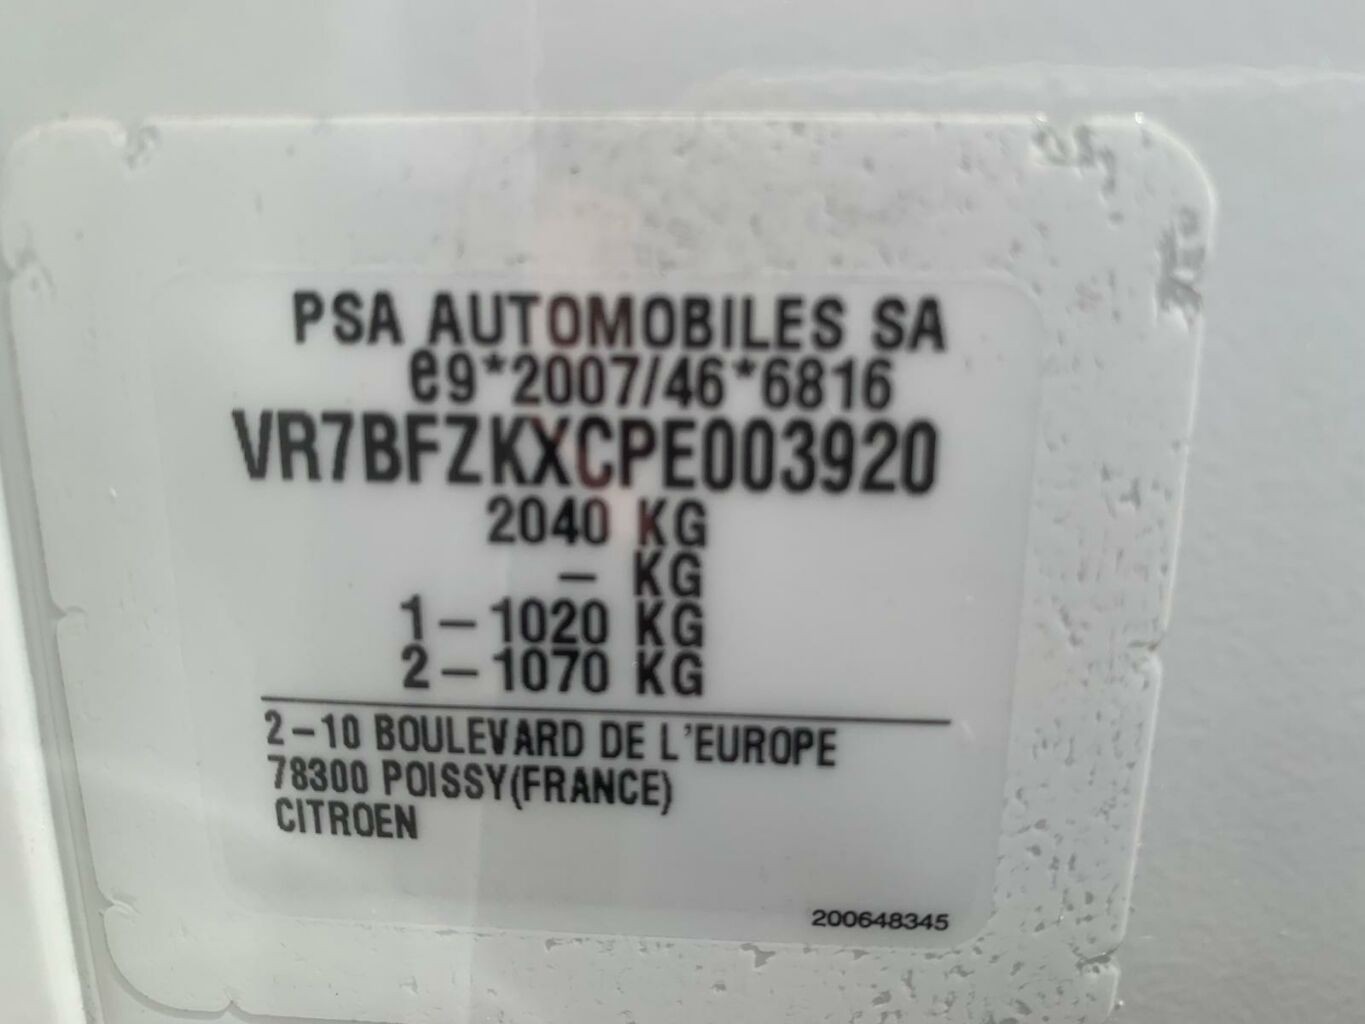 PSA AUTOMOBILES SA
e9*2007/46*6816
VR7BFZKXCPE003920
2040 KG
– KG
1–1020 KG
2–1070 KG
2–10 BOULEVARD DE L'EUROPE
78300 POISSY(FRANCE)
CITROEN
200648345